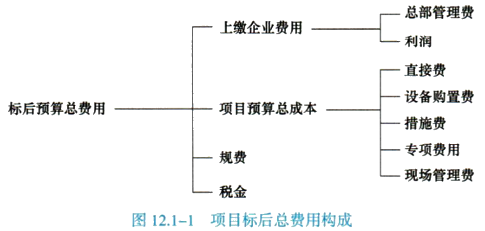 标后预算总费用
上缴企业费用
总部管理费
利润
项目预算总成本
直接费
设备购置费
措施费
专项费用
现场管理费
规费
税金
图 12.1-1 项目标后总费用构成